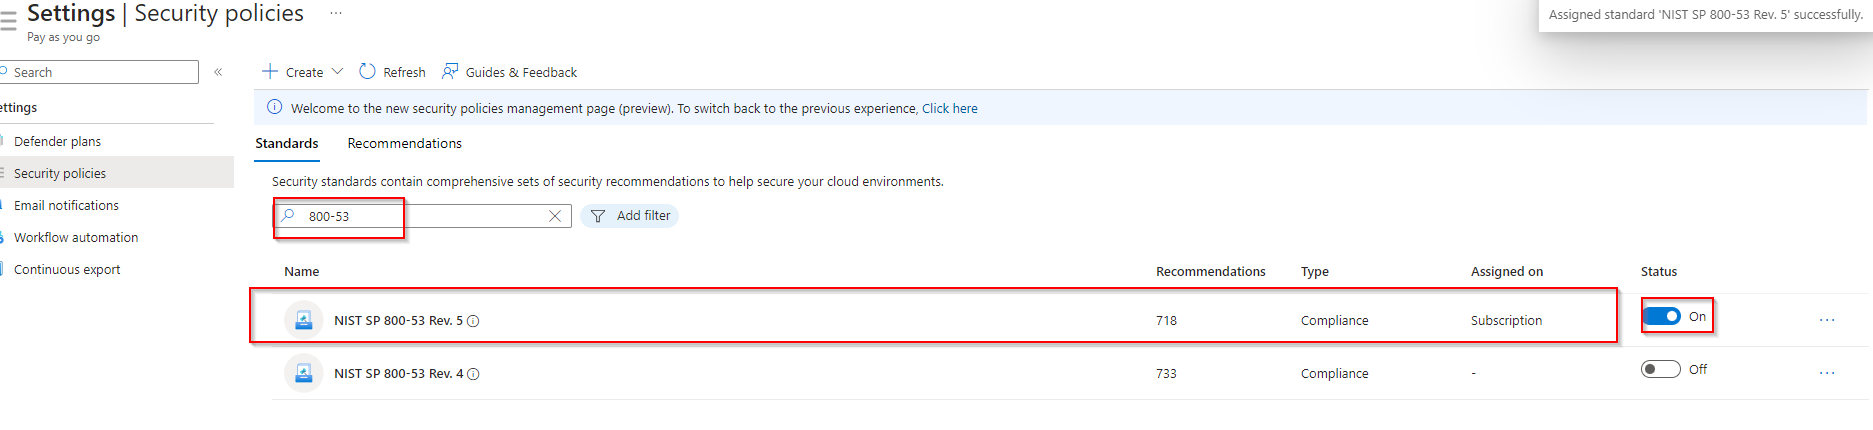 Settings | Security policies ...
Assigned standard 'NIST SP 800-53 Rev. 5' successfully.
Pay as you go
Search «
Create Refresh Guides & Feedback
ettings
Welcome to the new security policies management page (preview). To switch back to the previous experience, Click here
Defender plans
Security policies
Email notifications
Workflow automation
Continuous export
Standards Recommendations
Security standards contain comprehensive sets of security recommendations to help secure your cloud environments.
800-53 Add filter
Name Recommendations Type Assigned on Status
NIST SP 800-53 Rev. 5 718 Compliance Subscription On ...
NIST SP 800-53 Rev. 4 733 Compliance - Off ...